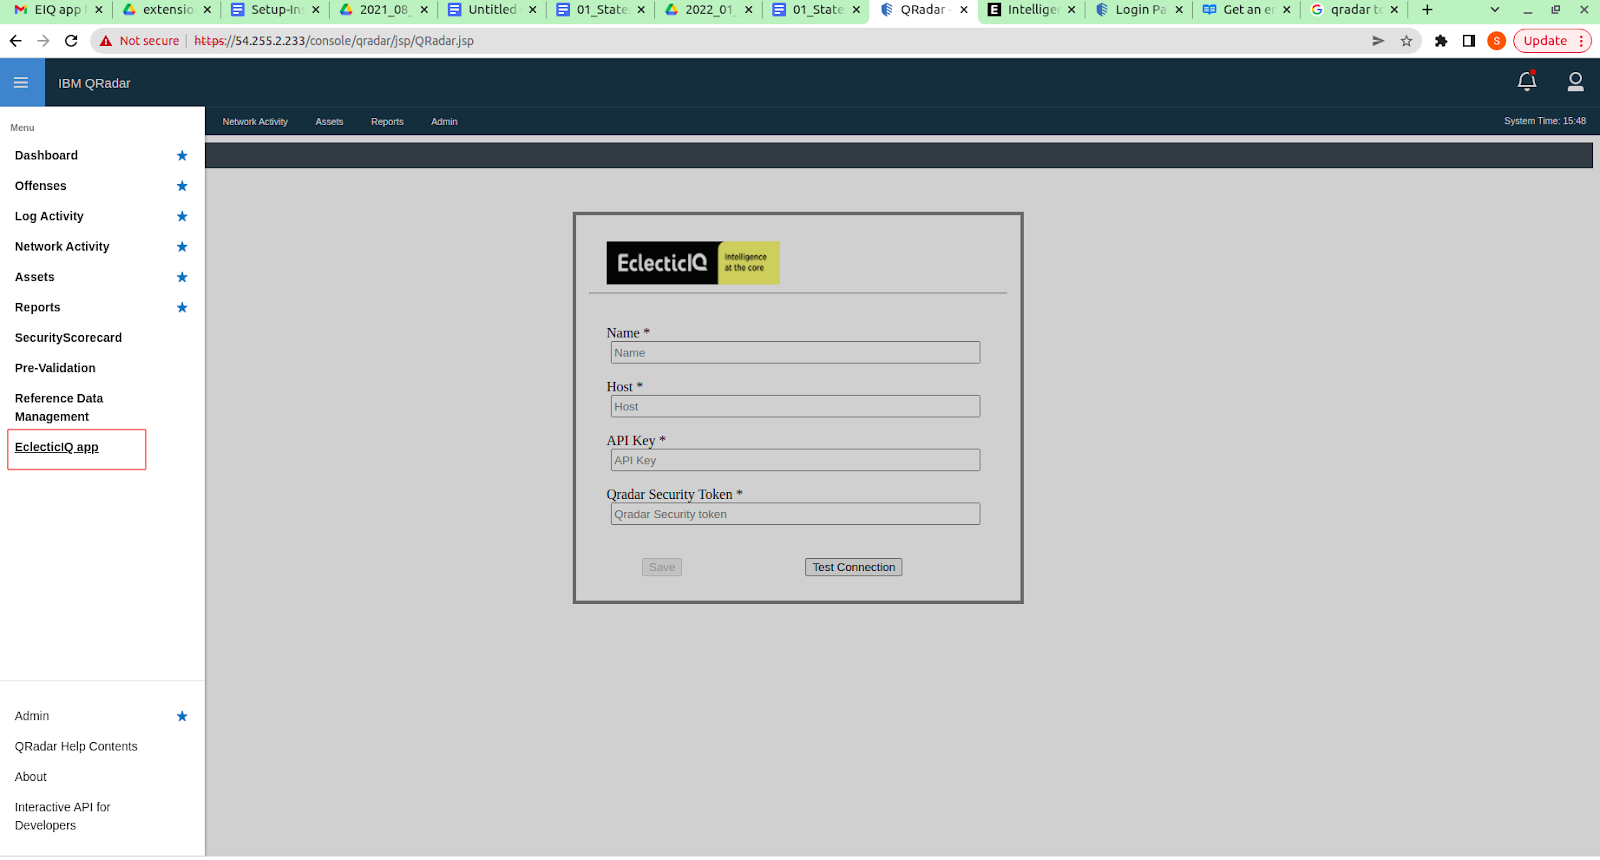 EIQ app
extensio
Setup-Ins
2021_08_
Untitled
01_State
2022_01_
01_State
QRadar -
Intellige
Login Pa
Get an e
qradar t
Not secure https://54.255.2.233/console/qradar/jsp/QRadar.jsp S Update
IBM QRadar
Menu
Network Activity Assets Reports Admin System Time: 15:48
Dashboard
Offenses
Log Activity
Network Activity
Assets
Reports
SecurityScorecard
Pre-Validation
Reference Data
Management
EclecticIQ app
Admin
QRadar Help Contents
About
Interactive API for
Developers
EclecticIQ Intelligence
at the core
Name *
Name
Host *
Host
API Key *
API Key
Qradar Security Token *
Qradar Security token
Save Test Connection